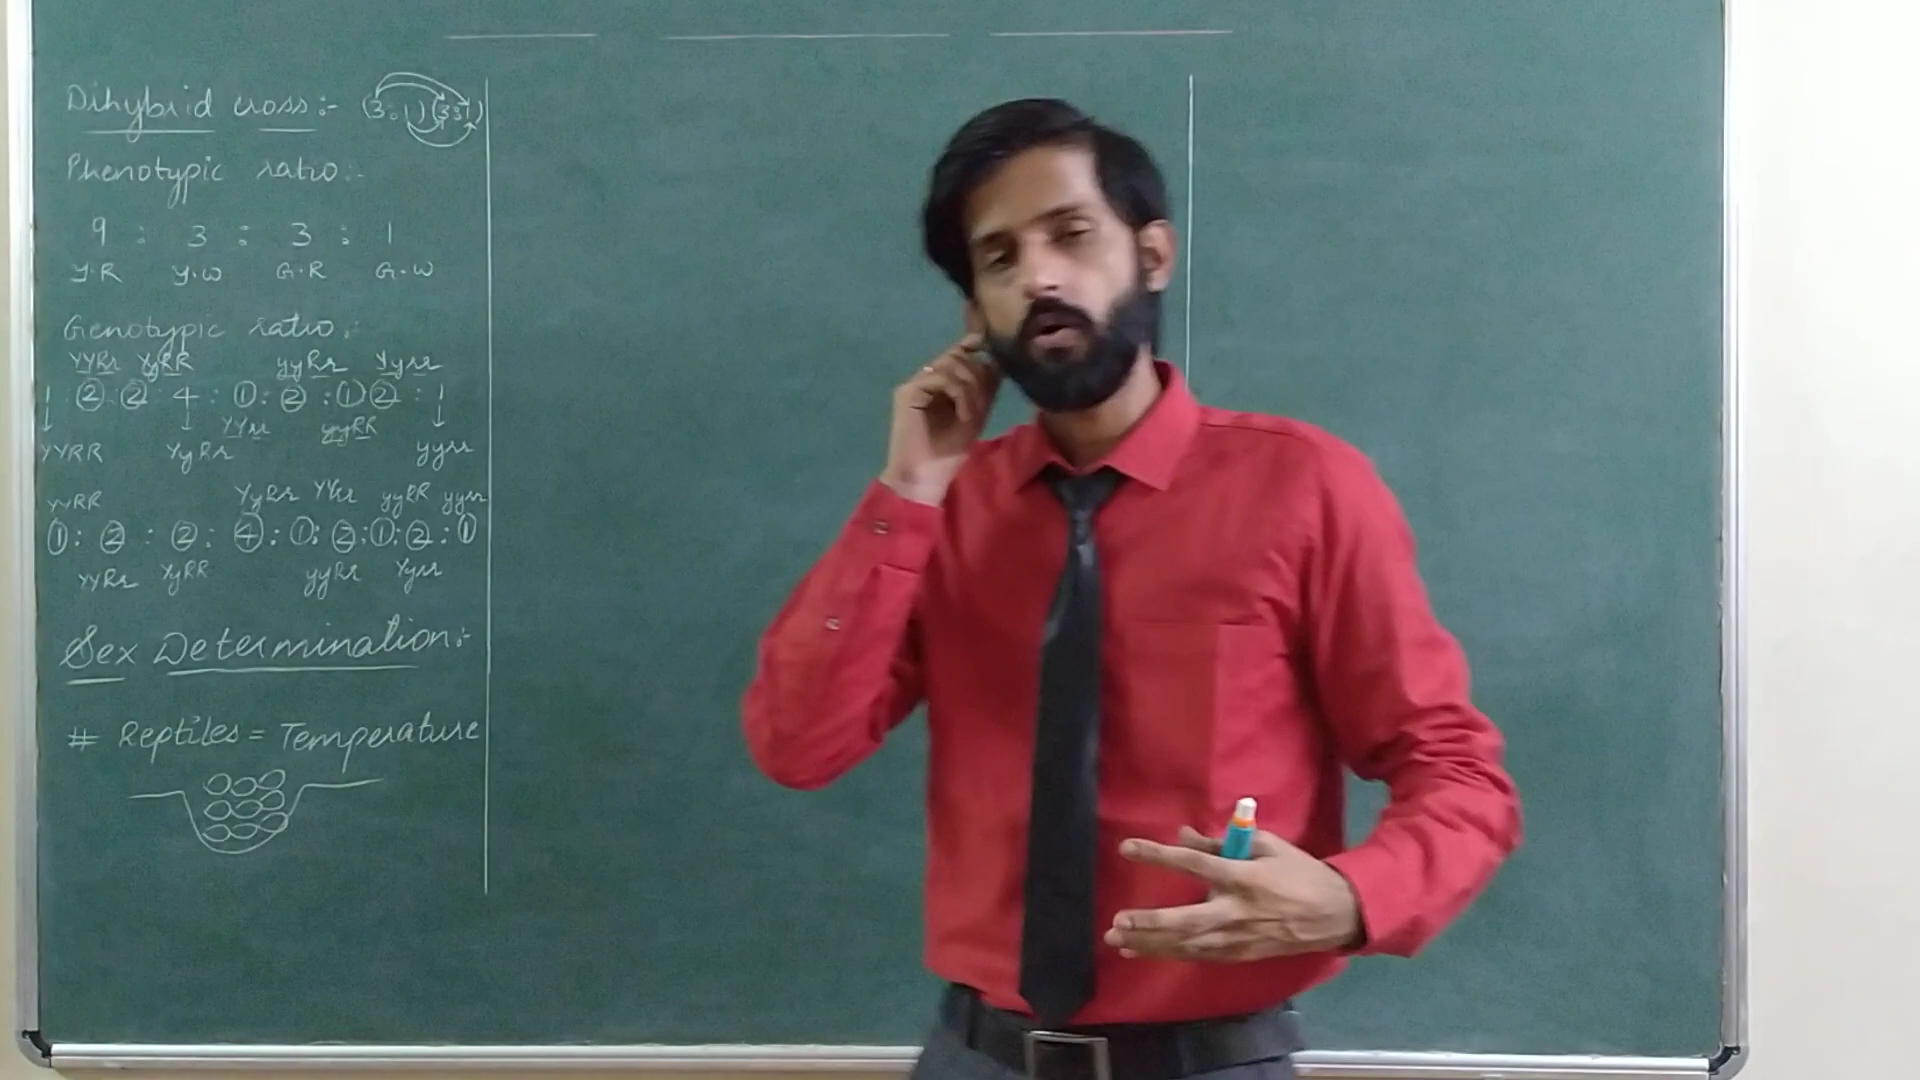 Dihybrid cross:- (3:1)(3:1)
Phenotypic ratio:-
9 : 3 : 3 : 1
Y.R Y.W G.R G.W
Genotypic ratio:
YYRr YyRR yyRr Yyrr
1 2 : 2 4 : 1 : 2 : 1 2 : 1
YYrr yyRR
YYRR YyRr yyrr
YYRR YyRr YYrr yyRR yyrr
1 : 2 : 2 : 4 : 1 : 2 : 1 : 2 : 1
YYRr YyRR yyRr Yyrr
Sex Determination:-
# Reptiles = Temperature